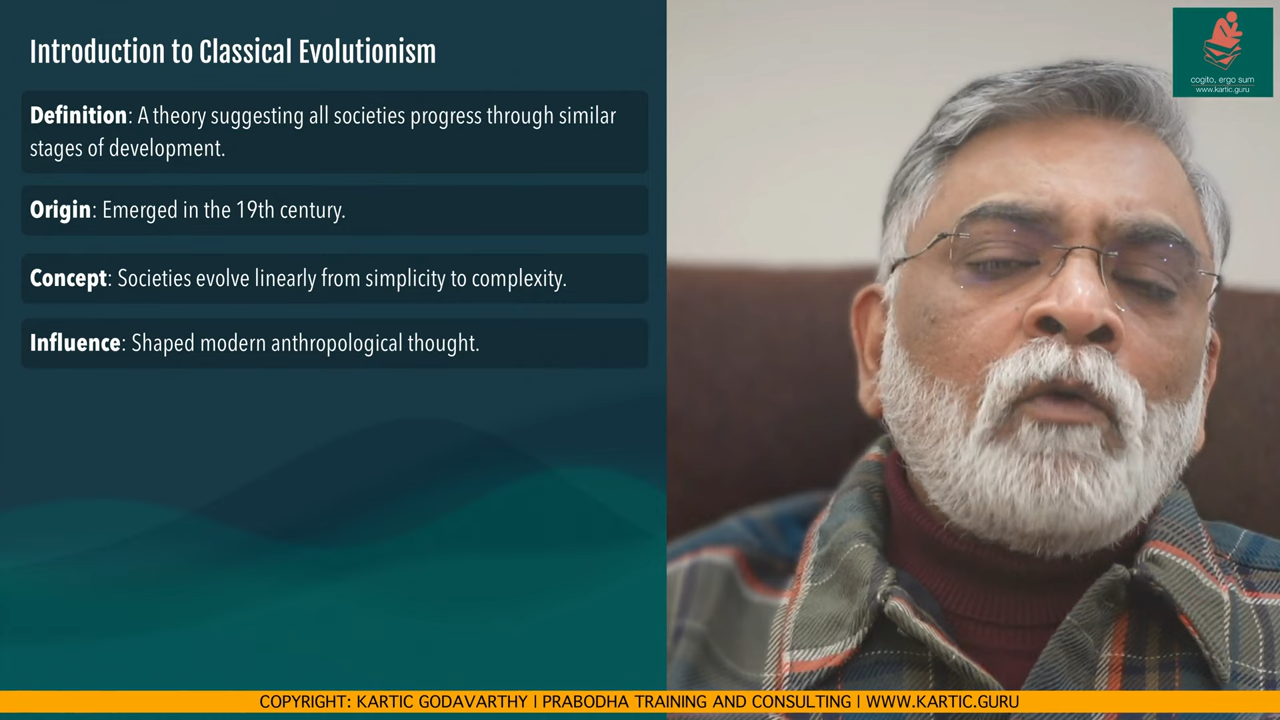 Introduction to Classical Evolutionism
Definition: A theory suggesting all societies progress through similar
stages of development.
Origin: Emerged in the 19th century.
Concept: Societies evolve linearly from simplicity to complexity.
Influence: Shaped modern anthropological thought.
cogito, ergo sum
www.kartic.guru
COPYRIGHT: KARTIC GODAVARTHY | PRABODHA TRAINING AND CONSULTING | WWW.KARTIC.GURU